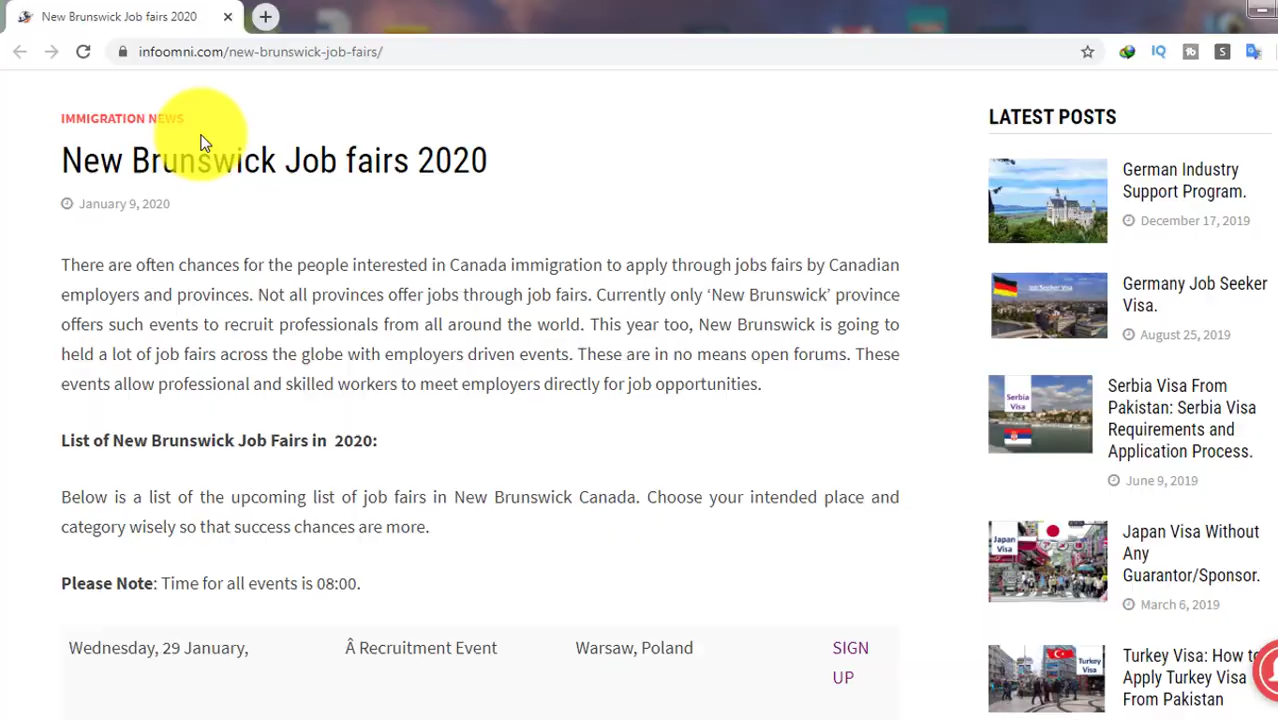 New Brunswick Job fairs 2020
infoomni.com/new-brunswick-job-fairs/
IMMIGRATION NEWS
New Brunswick Job fairs 2020
January 9, 2020
There are often chances for the people interested in Canada immigration to apply through jobs fairs by Canadian
employers and provinces. Not all provinces offer jobs through job fairs. Currently only ‘New Brunswick’ province
offers such events to recruit professionals from all around the world. This year too, New Brunswick is going to
held a lot of job fairs across the globe with employers driven events. These are in no means open forums. These
events allow professional and skilled workers to meet employers directly for job opportunities.
List of New Brunswick Job Fairs in 2020:
Below is a list of the upcoming list of job fairs in New Brunswick Canada. Choose your intended place and
category wisely so that success chances are more.
Please Note: Time for all events is 08:00.
Wednesday, 29 January, Â Recruitment Event Warsaw, Poland SIGN
UP
LATEST POSTS
German Industry
Support Program.
December 17, 2019
Job Seeker Visa
Germany Job Seeker
Visa.
August 25, 2019
Serbia
Visa
Serbia Visa From
Pakistan: Serbia Visa
Requirements and
Application Process.
June 9, 2019
Japan
Visa
Japan Visa Without
Any
Guarantor/Sponsor.
March 6, 2019
Turkey
Visa
Turkey Visa: How to
Apply Turkey Visa
From Pakistan